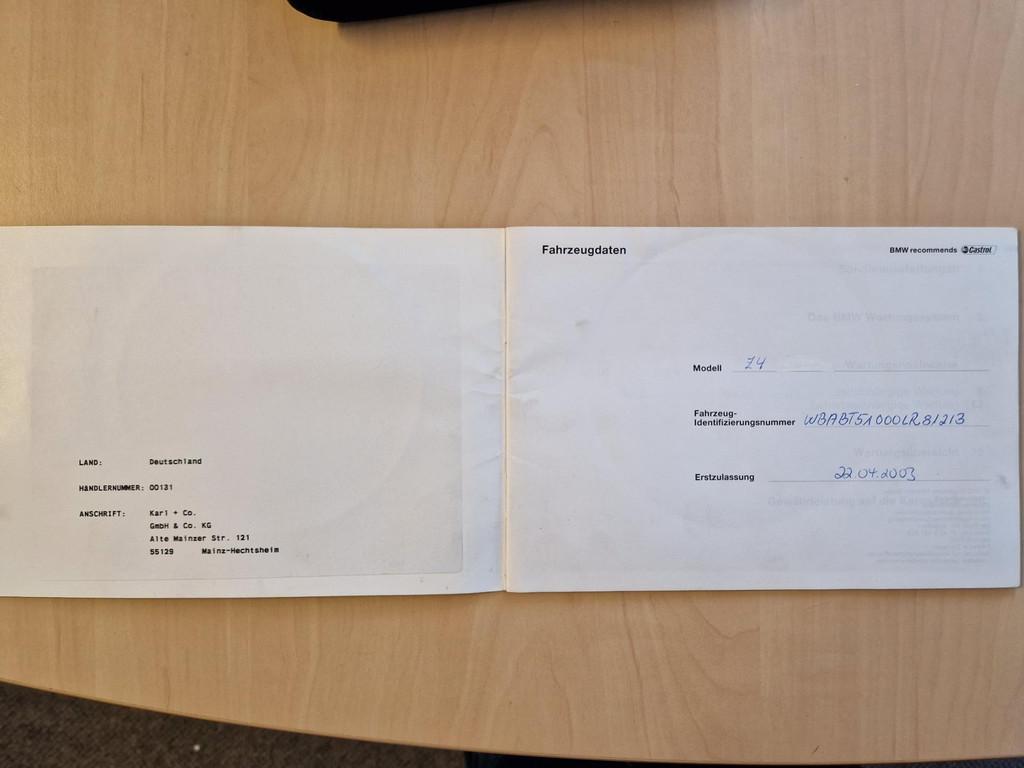 LAND: Deutschland
HÄNDLERNUMMER: 00131
ANSCHRIFT: Karl + Co.
GmbH & Co. KG
Alte Mainzer Str. 121
55129 Mainz-Hechtsheim
Fahrzeugdaten
BMW recommends Castrol
Modell Z4
Fahrzeug-
Identifizierungsnummer WBABT51000LR81213
Erstzulassung 22.04.2003